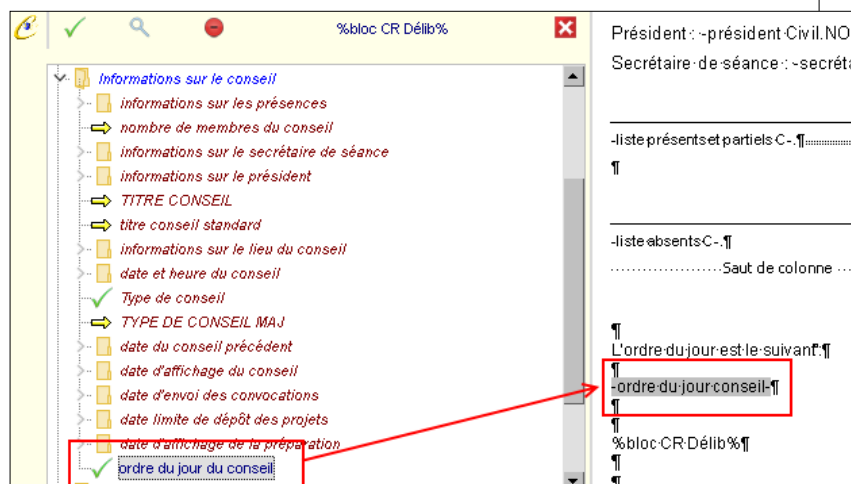 %bloc CR Délib%
Informations sur le conseil
informations sur les présences
nombre de membres du conseil
informations sur le secrétaire de séance
informations sur le président
TITRE CONSEIL
titre conseil standard
informations sur le lieu du conseil
date et heure du conseil
Type de conseil
TYPE DE CONSEIL MAJ
date du conseil précédent
date d'affichage du conseil
date d'envoi des convocations
date limite de dépôt des projets
date d'affichage de la préparation
ordre du jour du conseil
Président·:·-président·Civil.NO
Secrétaire·de·séance·:·-secréta
-liste·présents·et·partiels·C-.¶
¶
-liste·absents·C-.¶
Saut de colonne
¶
L'ordre·du·jour·est·le·suivant·:¶
¶
-ordre·du·jour·conseil-¶
¶
¶
%bloc·CR·Délib%¶
¶
¶